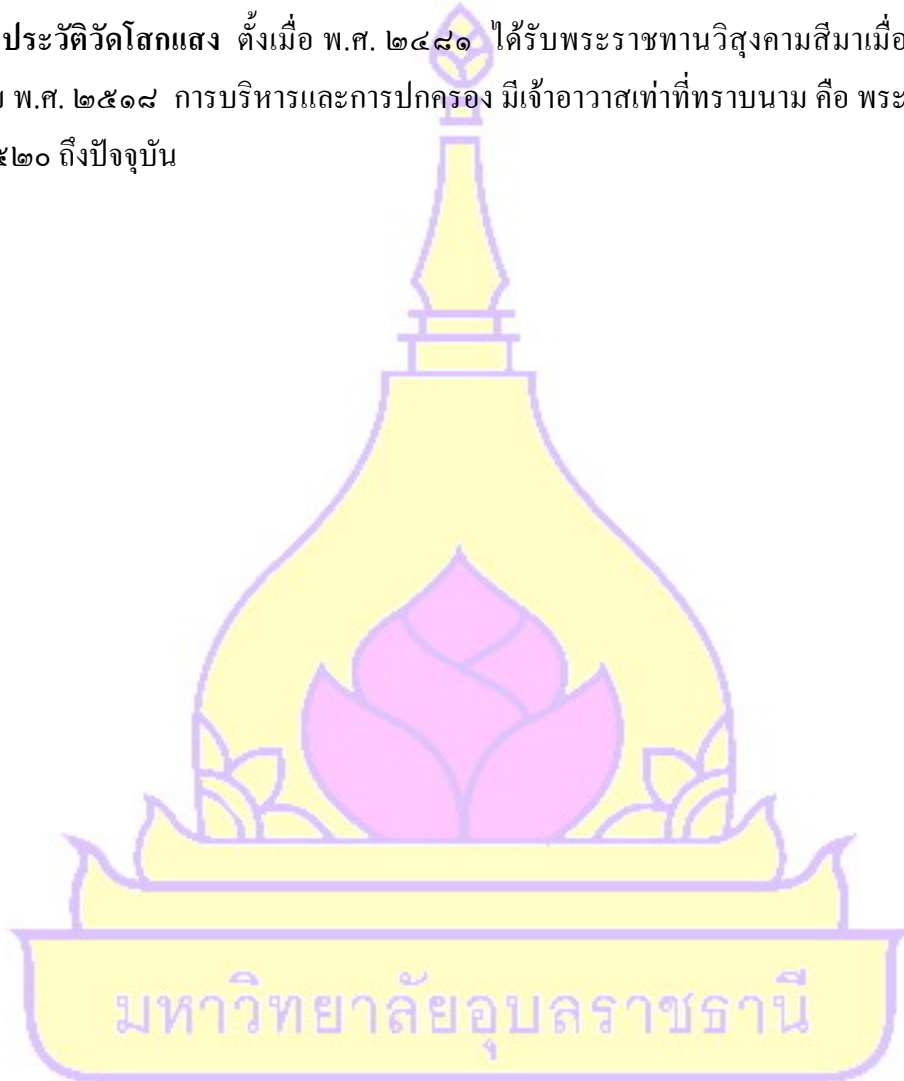 ประวัติวัดโสกแสง ตั้งเมื่อ พ.ศ. ๒๔๘๑ ได้รับพระราชทานวิสุงคามสีมาเมื่อ
พ.ศ. ๒๕๑๘ การบริหารและการปกครอง มีเจ้าอาวาสเท่าที่ทราบนาม คือ พระ
๕๒๐ ถึงปัจจุบัน
มหาวิทยาลัยอุบลราชธานี